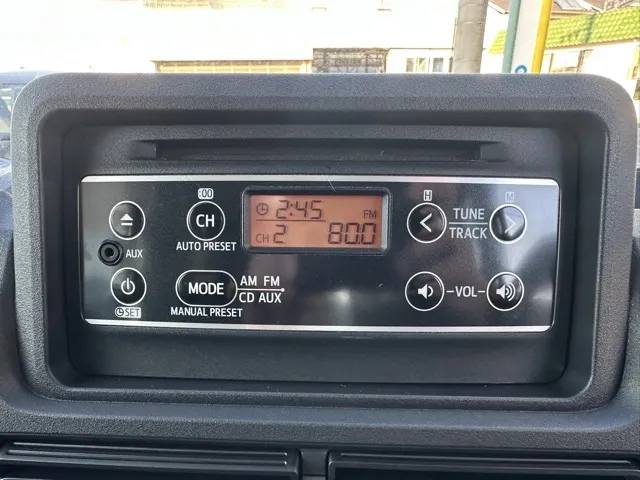 :00
CH
AUTO PRESET
AUX
SET
MODE
AM FM
CD AUX
MANUAL PRESET
2:45 FM
CH 2 80.0
H M
< TUNE >
TRACK
-VOL-